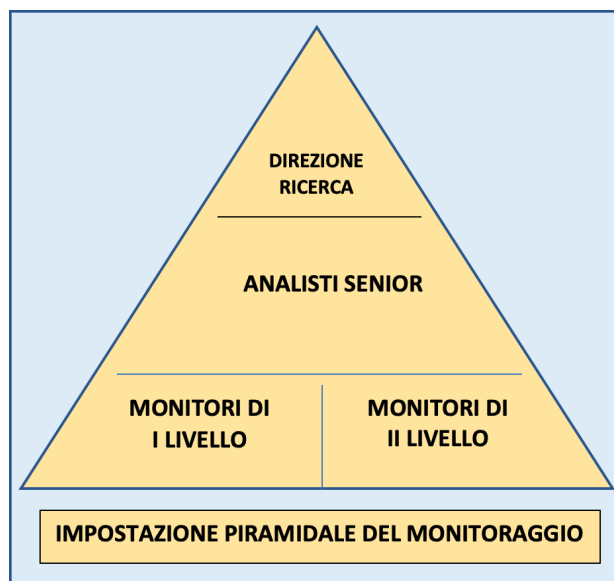 DIREZIONE
RICERCA
ANALISTI SENIOR
MONITORI DI
I LIVELLO
MONITORI DI
II LIVELLO
IMPOSTAZIONE PIRAMIDALE DEL MONITORAGGIO